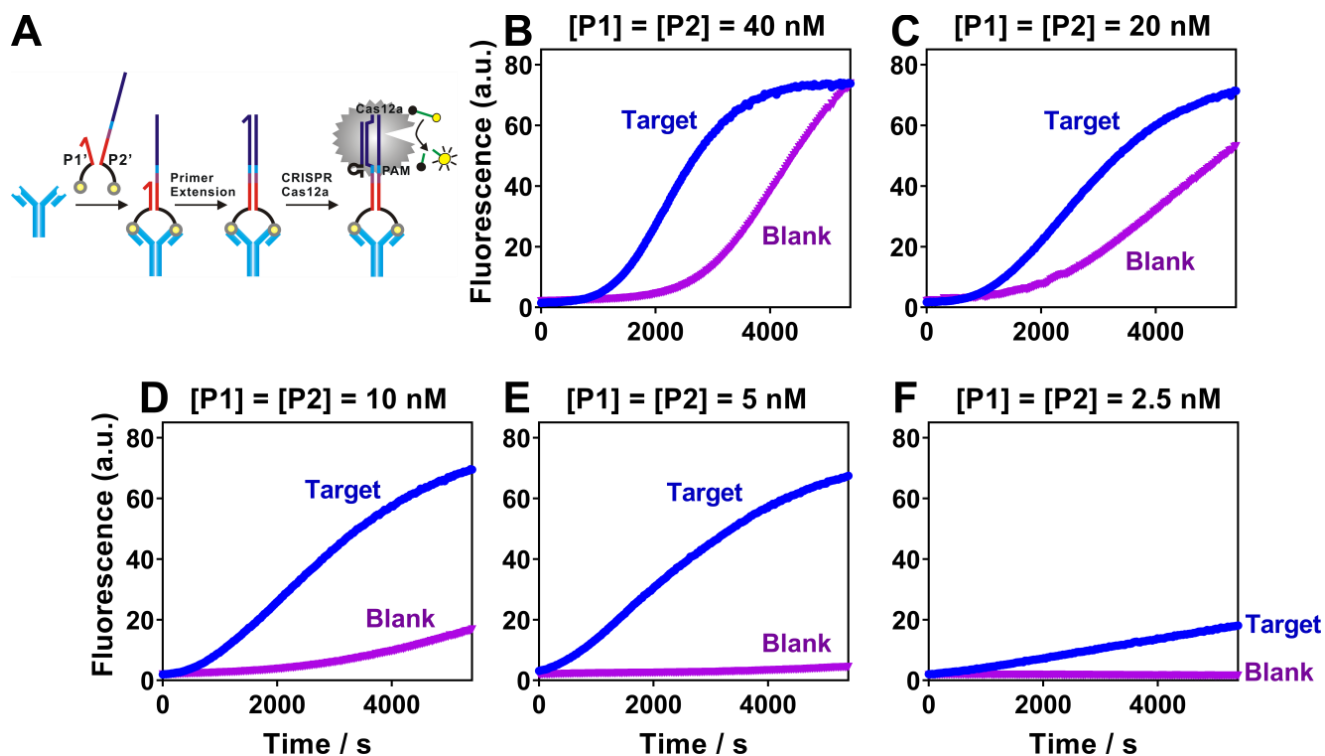 A
P1'
P2'
Primer
Extension
CRISPR
Cas12a
Cas12a
PAM
B [P1] = [P2] = 40 nM
Fluorescence (a.u.)
80
60
40
20
0
Target
Blank
0 2000 4000
C [P1] = [P2] = 20 nM
80
60
40
20
0
Target
Blank
0 2000 4000
D [P1] = [P2] = 10 nM
Fluorescence (a.u.)
80
60
40
20
0
Target
Blank
0 2000 4000
Time / s
E [P1] = [P2] = 5 nM
80
60
40
20
0
Target
Blank
0 2000 4000
Time / s
F [P1] = [P2] = 2.5 nM
80
60
40
20
0
Target
Blank
0 2000 4000
Time / s